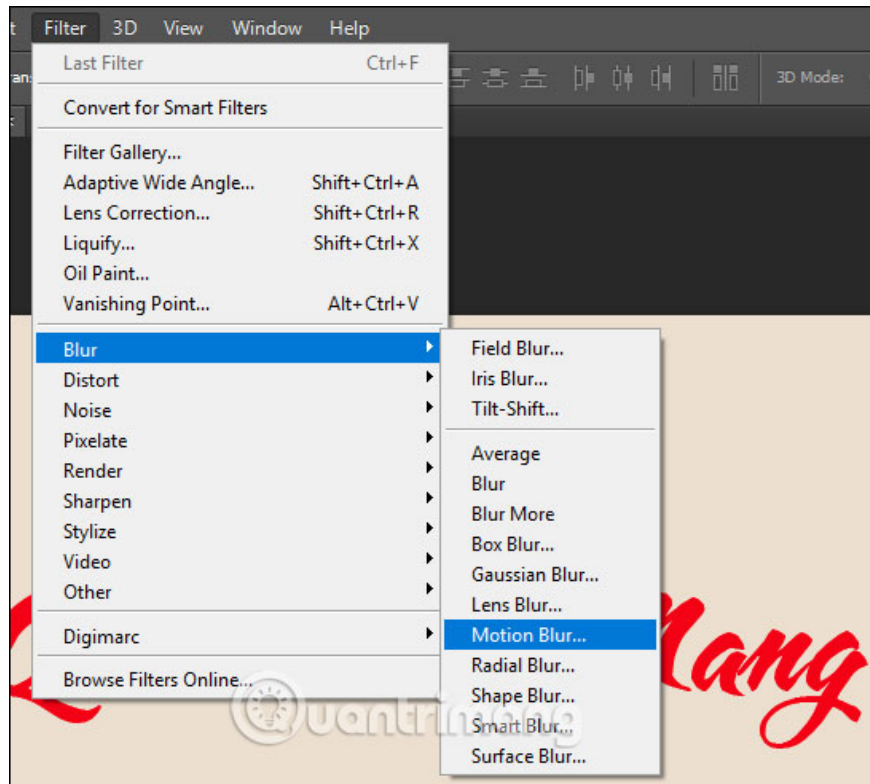 Filter 3D View Window Help
Last Filter Ctrl+F
3D Mode:
Convert for Smart Filters
Filter Gallery...
Adaptive Wide Angle... Shift+Ctrl+A
Lens Correction... Shift+Ctrl+R
Liquify... Shift+Ctrl+X
Oil Paint...
Vanishing Point... Alt+Ctrl+V
Blur
Distort
Noise
Pixelate
Render
Sharpen
Stylize
Video
Other
Digimarc
Browse Filters Online...
Field Blur...
Iris Blur...
Tilt-Shift...
Average
Blur
Blur More
Box Blur...
Gaussian Blur...
Lens Blur...
Motion Blur...
Radial Blur...
Shape Blur...
Smart Blur...
Surface Blur...
Mang
Quantrimang